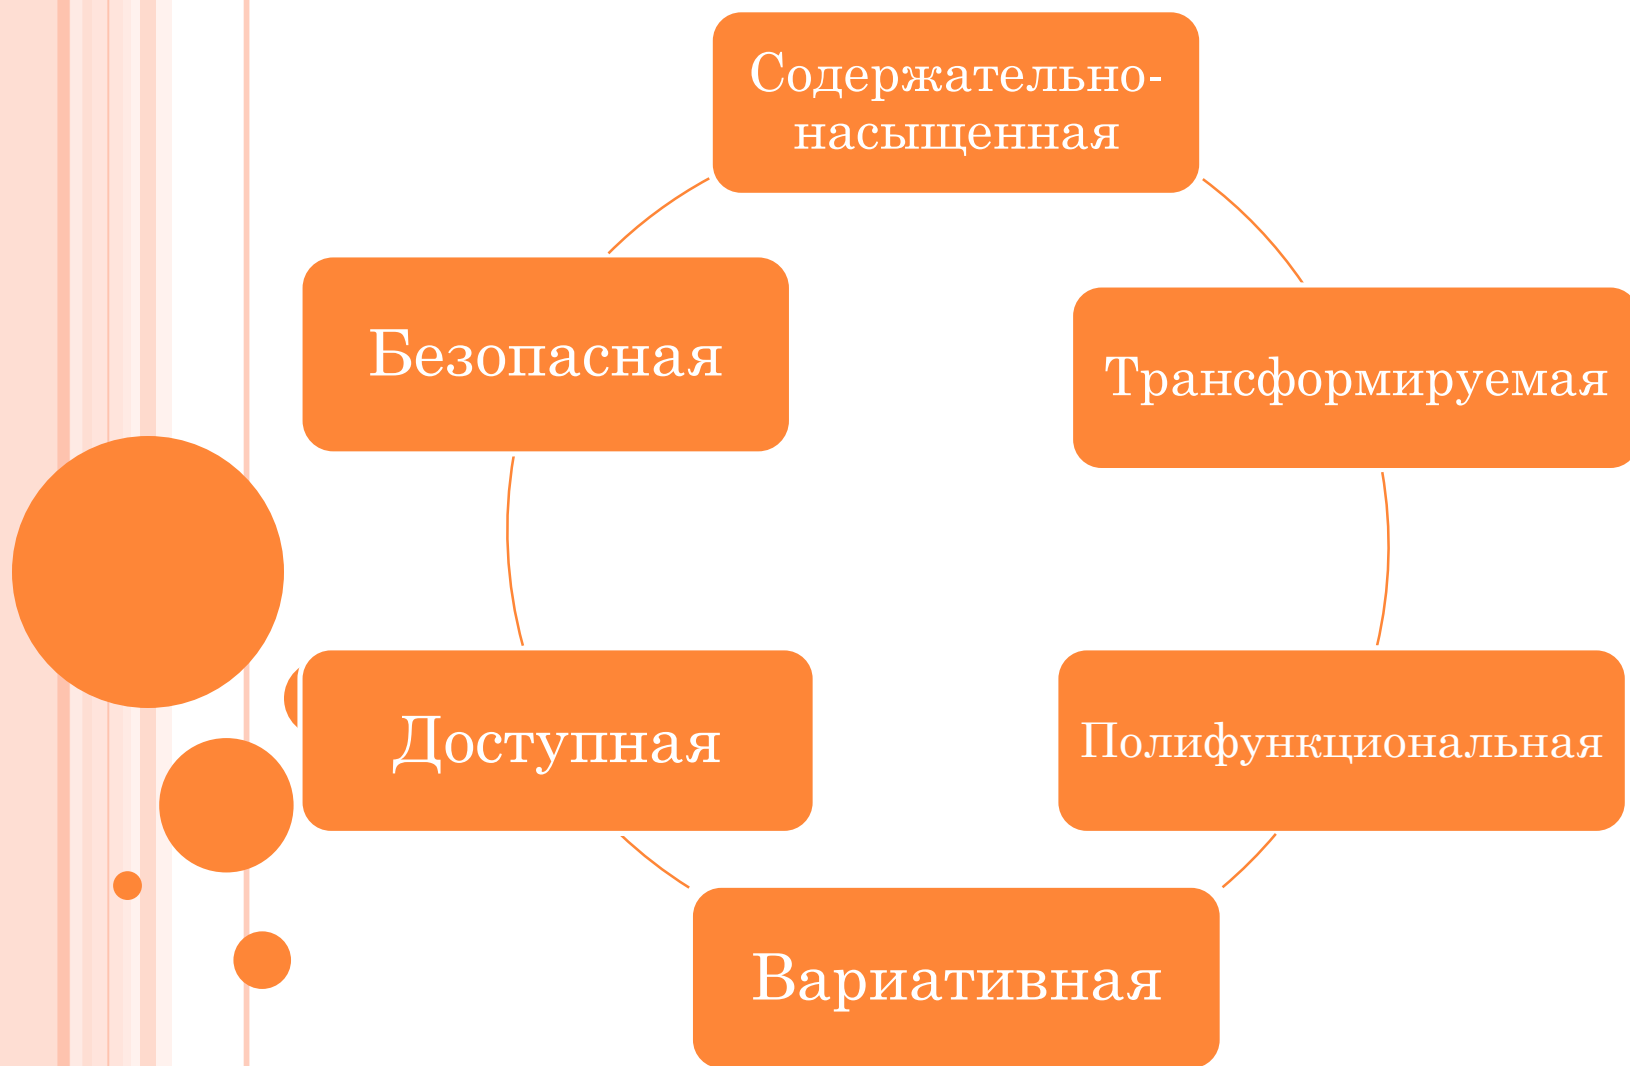 Содержательно-
насыщенная
Безопасная
Трансформируемая
Доступная
Полифункциональная
Вариативная